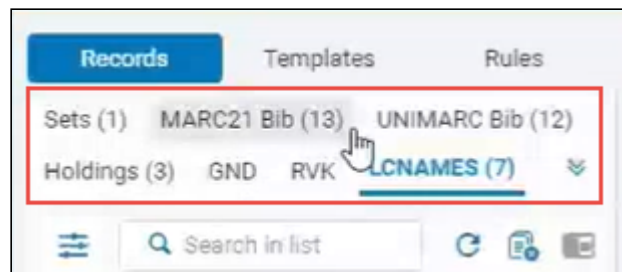 Records Templates Rules
Sets (1) MARC21 Bib (13) UNIMARC Bib (12)
Holdings (3) GND RVK LCNAMES (7)
Search in list